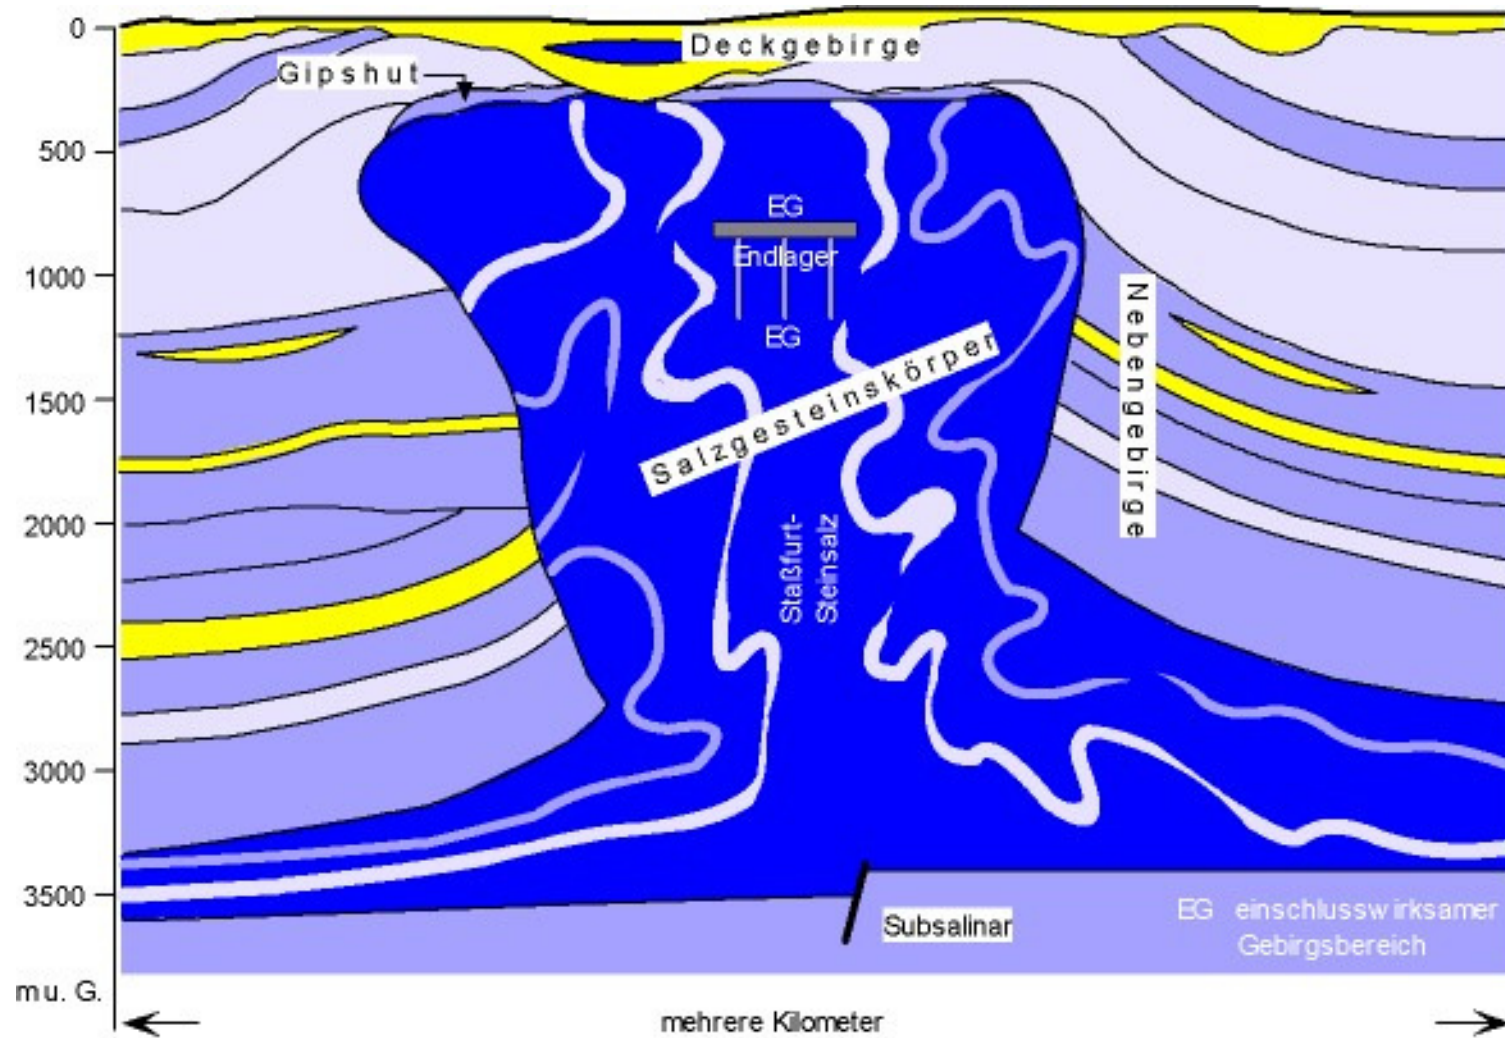 0
Deckgebirge
Gipshut
500
EG
Endlager
1000
EG
Nebengebirge
Salzgesteinskörper
1500
2000
Staßfurt-
Steinsalz
2500
3000
3500
EG einschlusswirksamer
Gebirgsbereich
Subsalinar
m u. G.
mehrere Kilometer